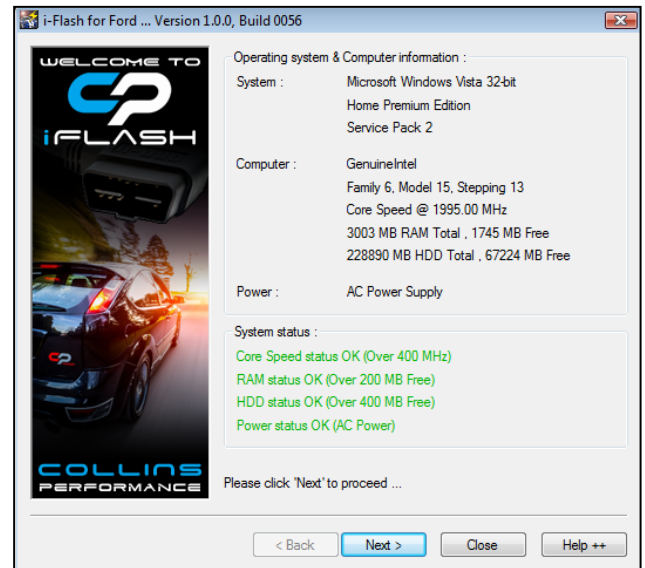 i-Flash for Ford ... Version 1.0.0, Build 0056
WELCOME TO
CP
iFLASH
CP
COLLINS
PERFORMANCE
Operating system & Computer information :
System : Microsoft Windows Vista 32-bit
Home Premium Edition
Service Pack 2
Computer : GenuineIntel
Family 6, Model 15, Stepping 13
Core Speed @ 1995.00 MHz
3003 MB RAM Total , 1745 MB Free
228890 MB HDD Total , 67224 MB Free
Power : AC Power Supply
System status :
Core Speed status OK (Over 400 MHz)
RAM status OK (Over 200 MB Free)
HDD status OK (Over 400 MB Free)
Power status OK (AC Power)
Please click 'Next' to proceed ...
< Back Next > Close Help ++